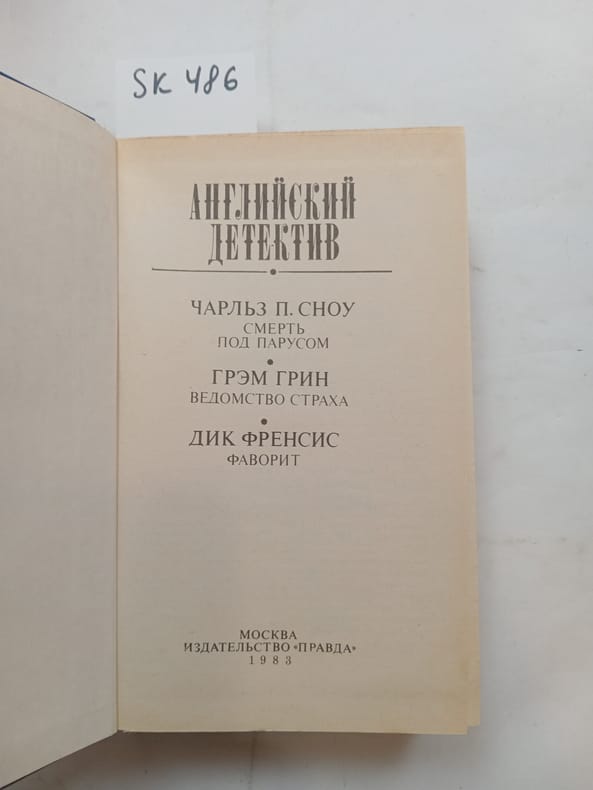 SK 486
АНГЛИЙСКИЙ
ДЕТЕКТИВ
ЧАРЛЬЗ П. СНОУ
СМЕРТЬ
ПОД ПАРУСОМ
ГРЭМ ГРИН
ВЕДОМСТВО СТРАХА
ДИК ФРЕНСИС
ФАВОРИТ
МОСКВА
ИЗДАТЕЛЬСТВО «ПРАВДА»
1983